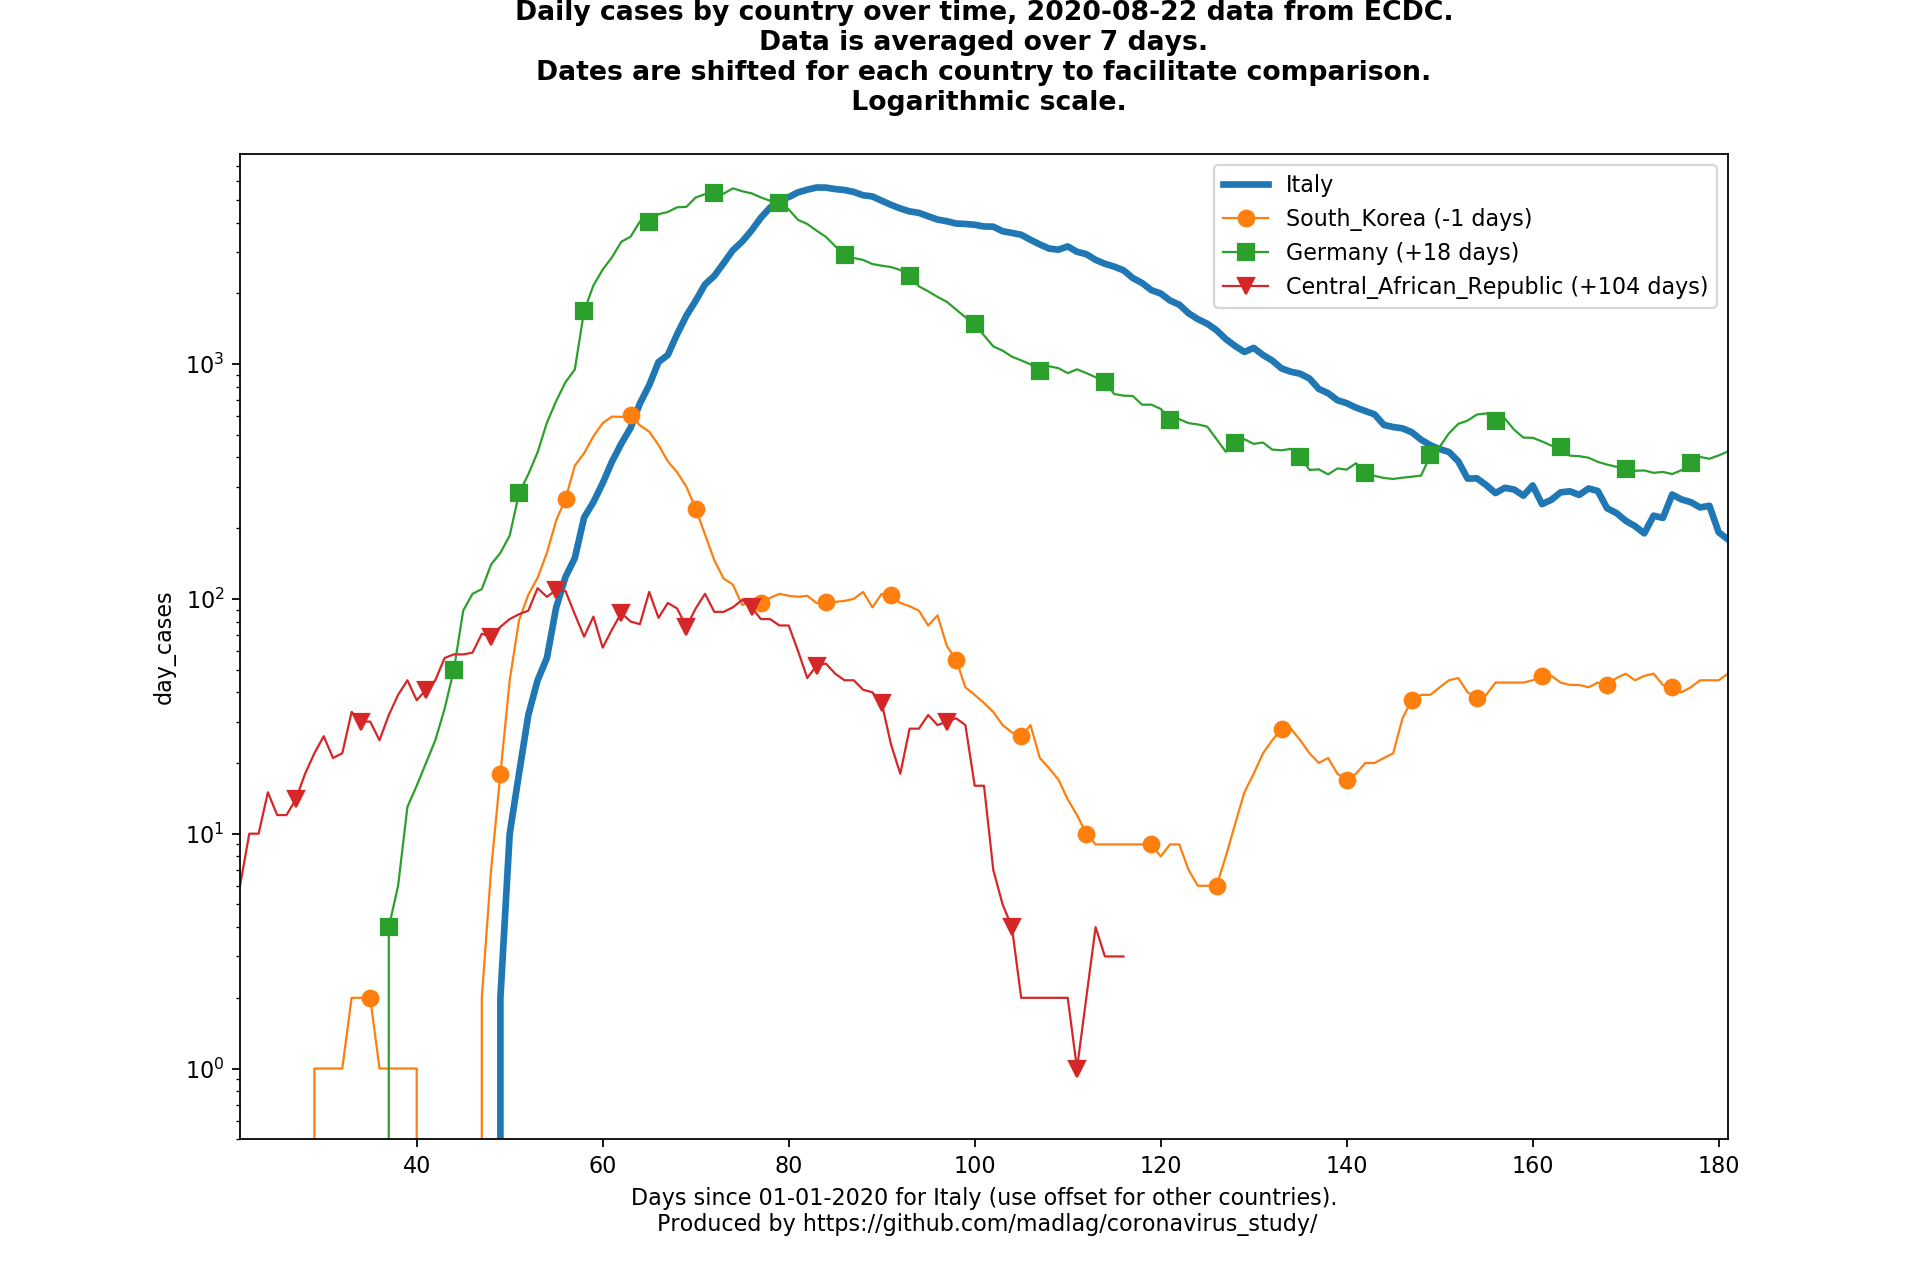 Daily cases by country over time, 2020-08-22 data from ECDC.
Data is averaged over 7 days.
Dates are shifted for each country to facilitate comparison.
Logarithmic scale.
Italy
South_Korea (-1 days)
Germany (+18 days)
Central_African_Republic (+104 days)
day_cases
10³
10²
10¹
10⁰
40 60 80 100 120 140 160 180
Days since 01-01-2020 for Italy (use offset for other countries).
Produced by https://github.com/madlag/coronavirus_study/